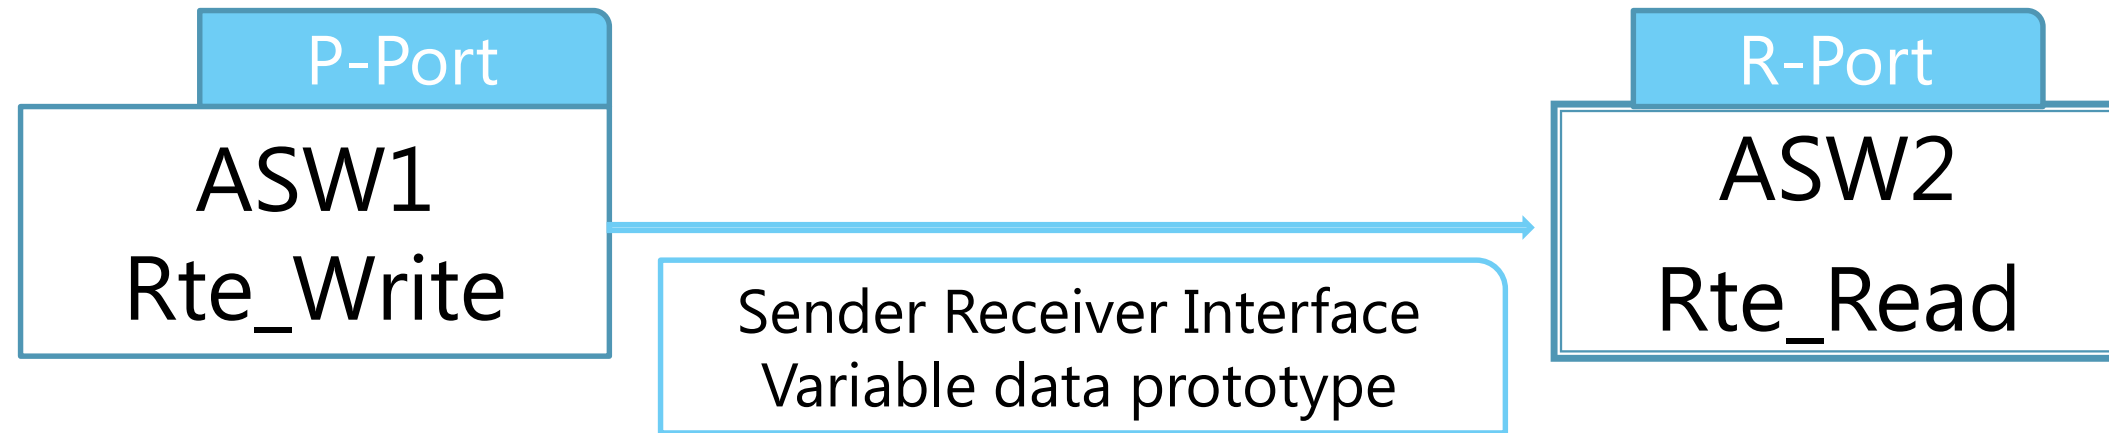 P-Port
ASW1
Rte_Write
Sender Receiver Interface
Variable data prototype
R-Port
ASW2
Rte_Read